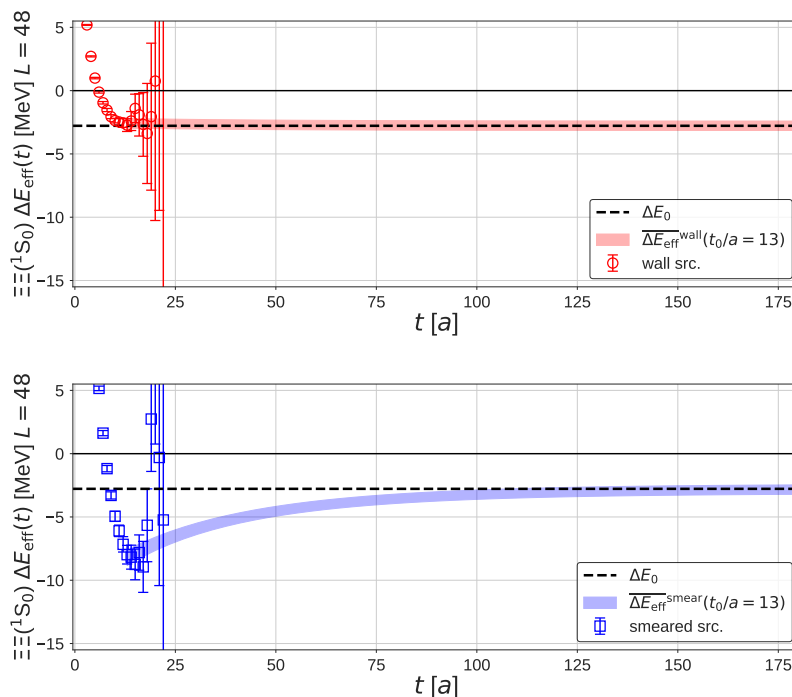 ΞΞ(¹S₀) ΔE_eff(t) [MeV] L = 48
5
0
−5
−10
−15
0
25
50
75
100
125
150
175
t [a]
ΔE₀
ΔE_eff^wall(t₀/a = 13)
wall src.
ΞΞ(¹S₀) ΔE_eff(t) [MeV] L = 48
5
0
−5
−10
−15
0
25
50
75
100
125
150
175
t [a]
ΔE₀
ΔE_eff^smear(t₀/a = 13)
smeared src.